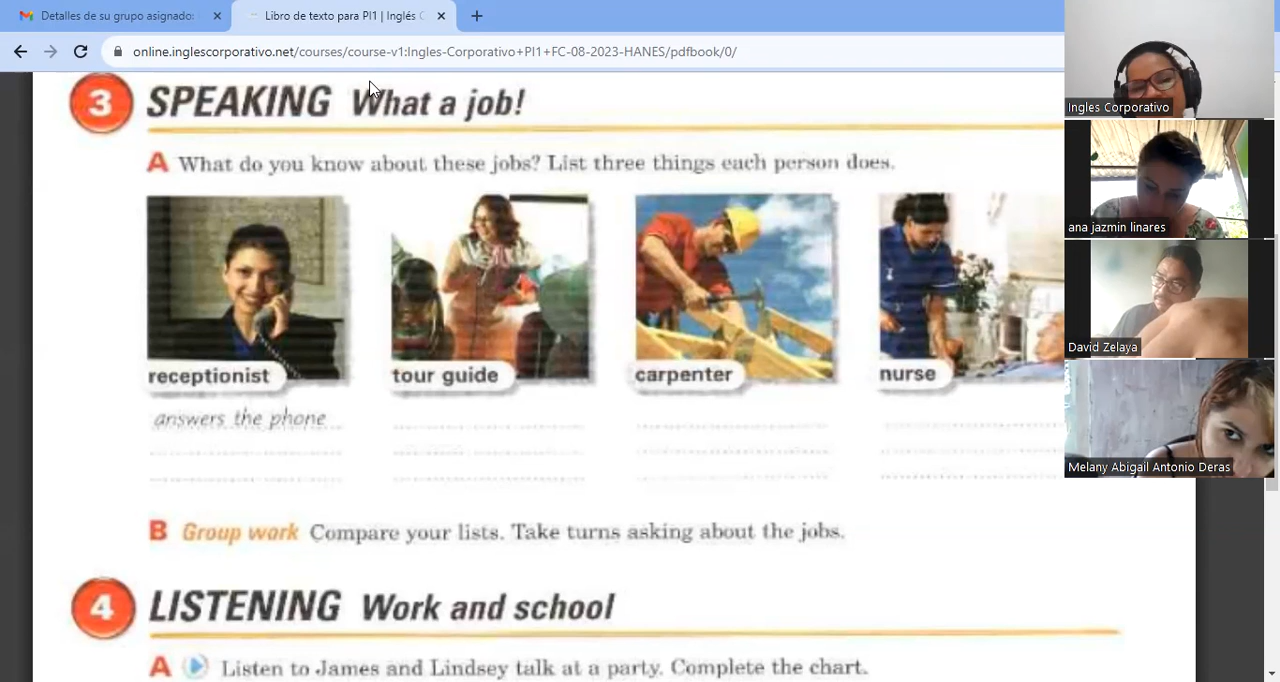 Detalles de su grupo asignado:
Libro de texto para PI1 | Inglés C
online.inglescorporativo.net/courses/course-v1:Ingles-Corporativo+PI1+FC-08-2023-HANES/pdfbook/0/
3 SPEAKING What a job!
A What do you know about these jobs? List three things each person does.
receptionist tour guide carpenter nurse
answers the phone
B Group work Compare your lists. Take turns asking about the jobs.
4 LISTENING Work and school
A Listen to James and Lindsey talk at a party. Complete the chart.
Ingles Corporativo
ana jazmin linares
David Zelaya
Melany Abigail Antonio Deras